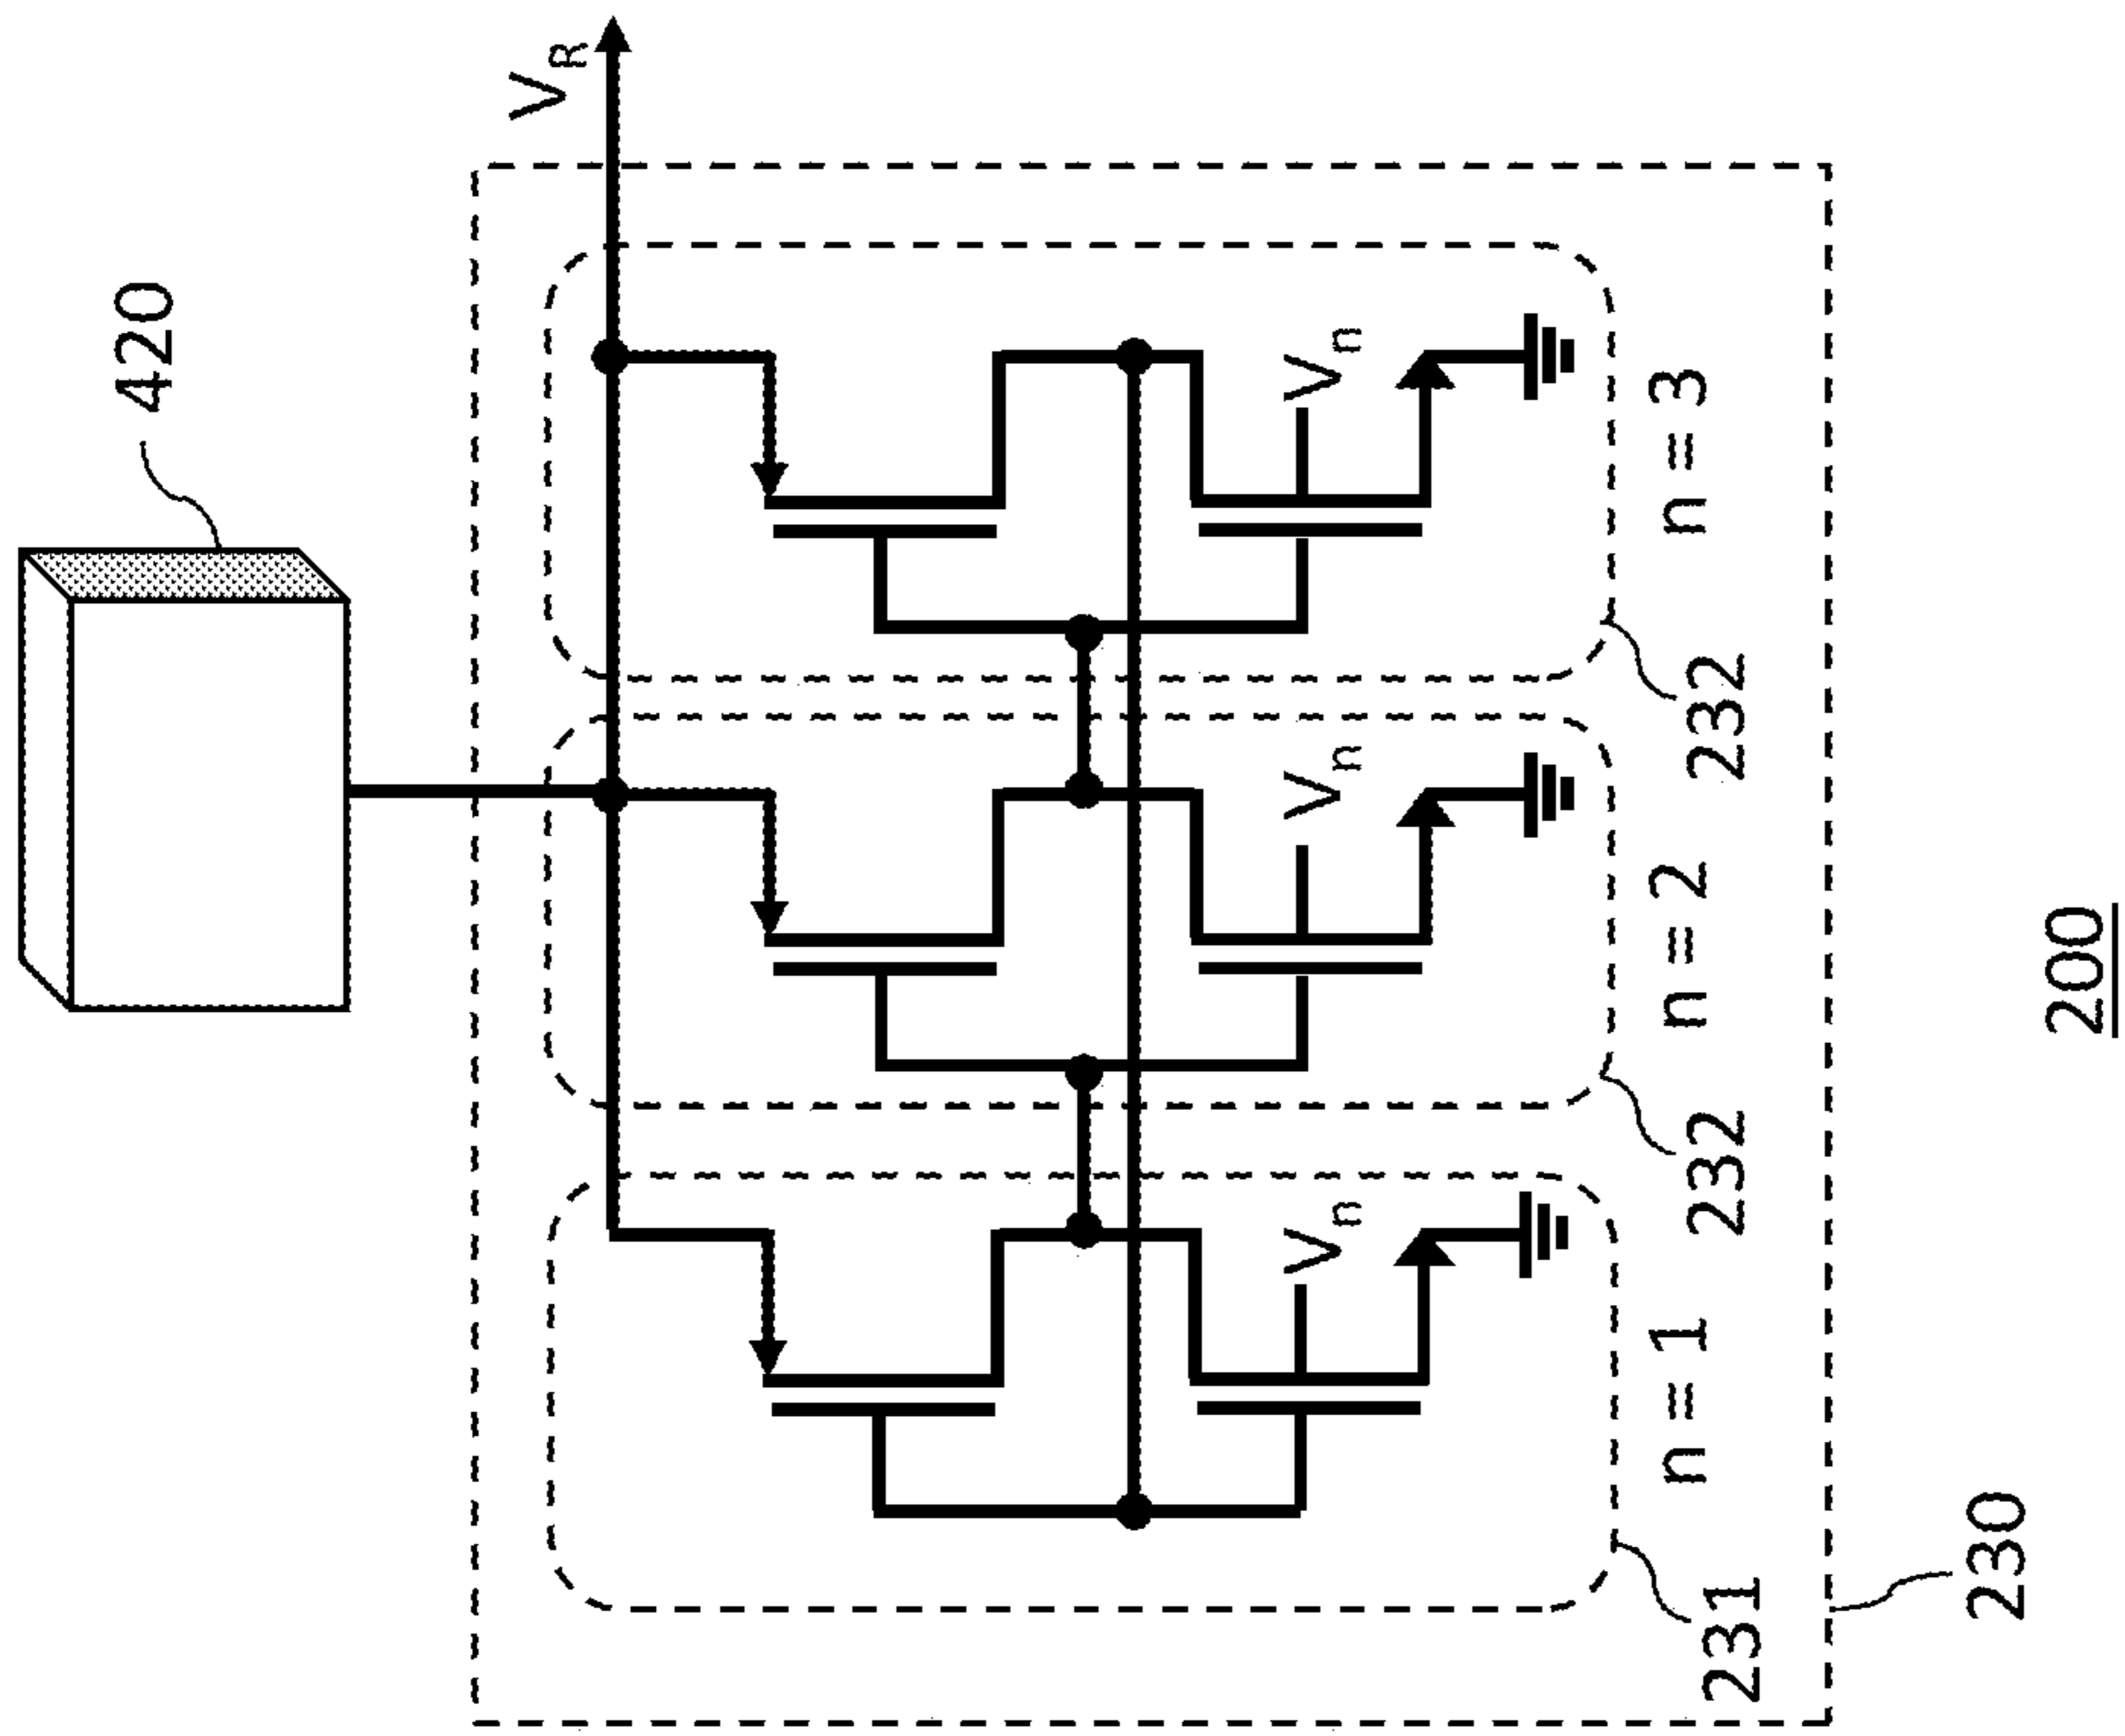 420
V_R
V_n
V_n
V_n
n = 1
n = 2
n = 3
231
232
232
230
200